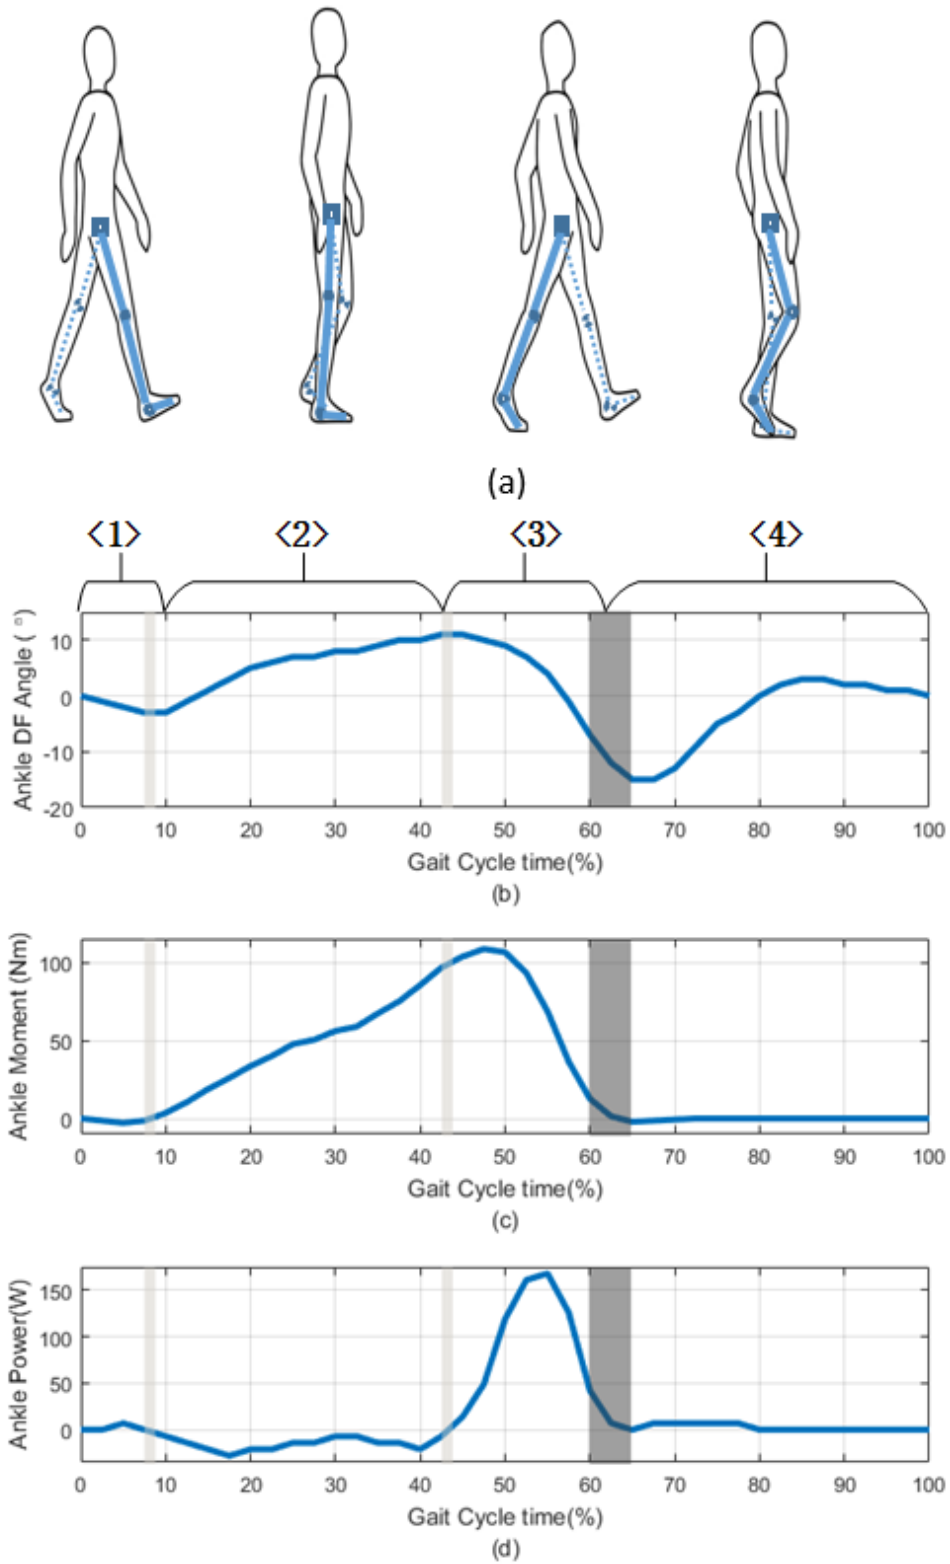 (a)
<1> <2> <3> <4>
Ankle DF Angle ( °)
10
0
-10
-20
0 10 20 30 40 50 60 70 80 90 100
Gait Cycle time(%)
(b)
Ankle Moment (Nm)
100
50
0
0 10 20 30 40 50 60 70 80 90 100
Gait Cycle time(%)
(c)
Ankle Power(W)
150
100
50
0
0 10 20 30 40 50 60 70 80 90 100
Gait Cycle time(%)
(d)